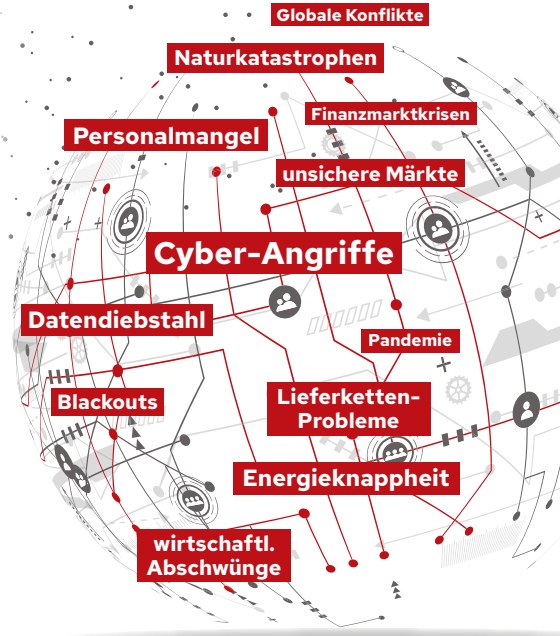 Globale Konflikte
Naturkatastrophen
Finanzmarktkrisen
Personalmangel
unsichere Märkte
Cyber-Angriffe
Datendiebstahl
Pandemie
Blackouts
Lieferketten-
Probleme
Energieknappheit
wirtschaftl.
Abschwünge